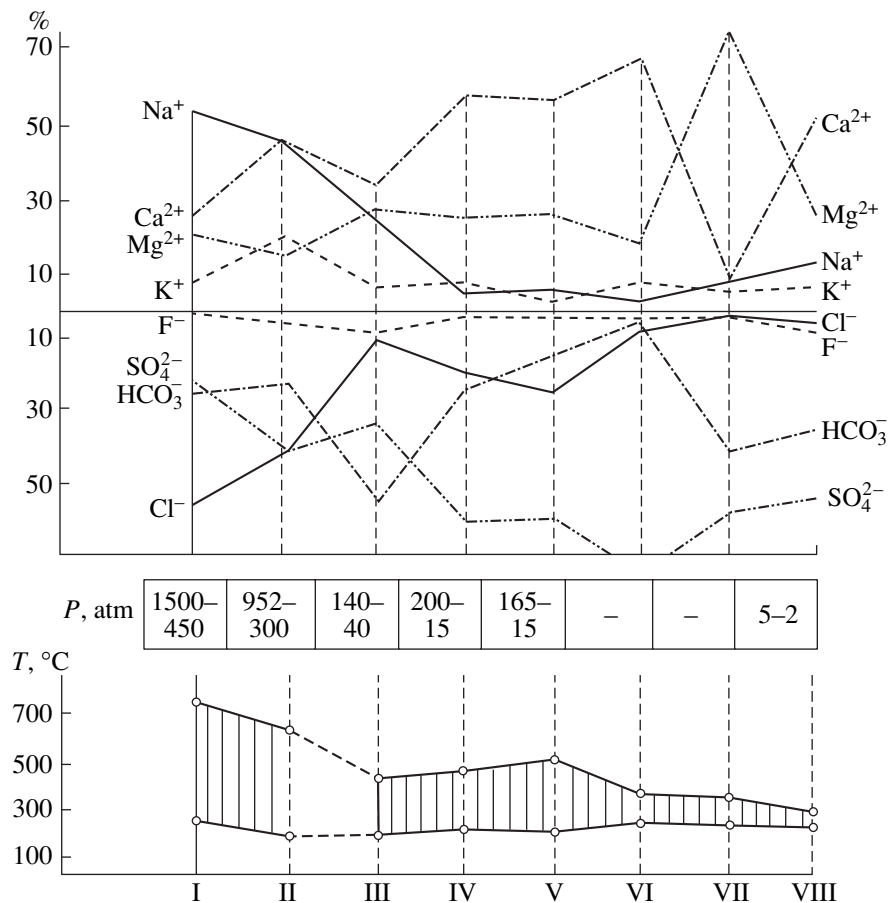 %
70
50
30
10
10
30
50
Na⁺
Ca²⁺
Mg²⁺
K⁺
F⁻
SO₄²⁻
HCO₃⁻
Cl⁻
Ca²⁺
Mg²⁺
Na⁺
K⁺
Cl⁻
F⁻
HCO₃⁻
SO₄²⁻
P, atm
1500–
450
952–
300
140–
40
200–
15
165–
15
–
–
5–2
T, °C
700
500
300
100
I II III IV V VI VII VIII